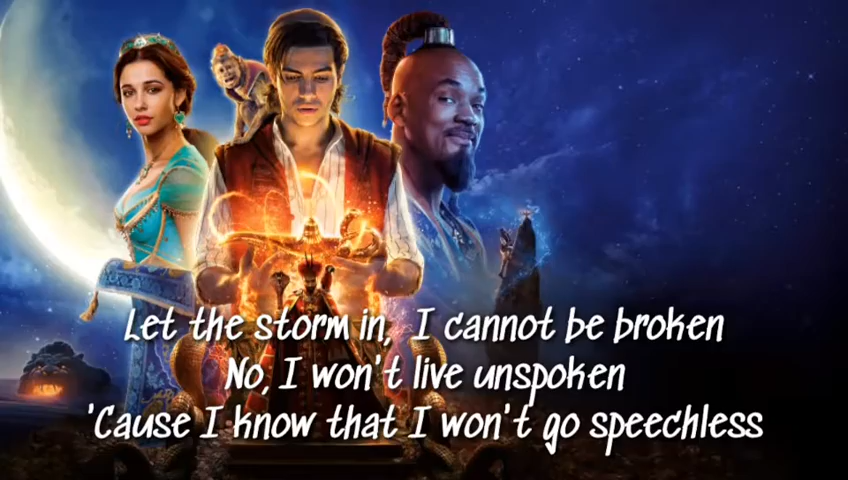 Let the storm in, I cannot be broken
No, I won't live unspoken
'Cause I know that I won't go speechless